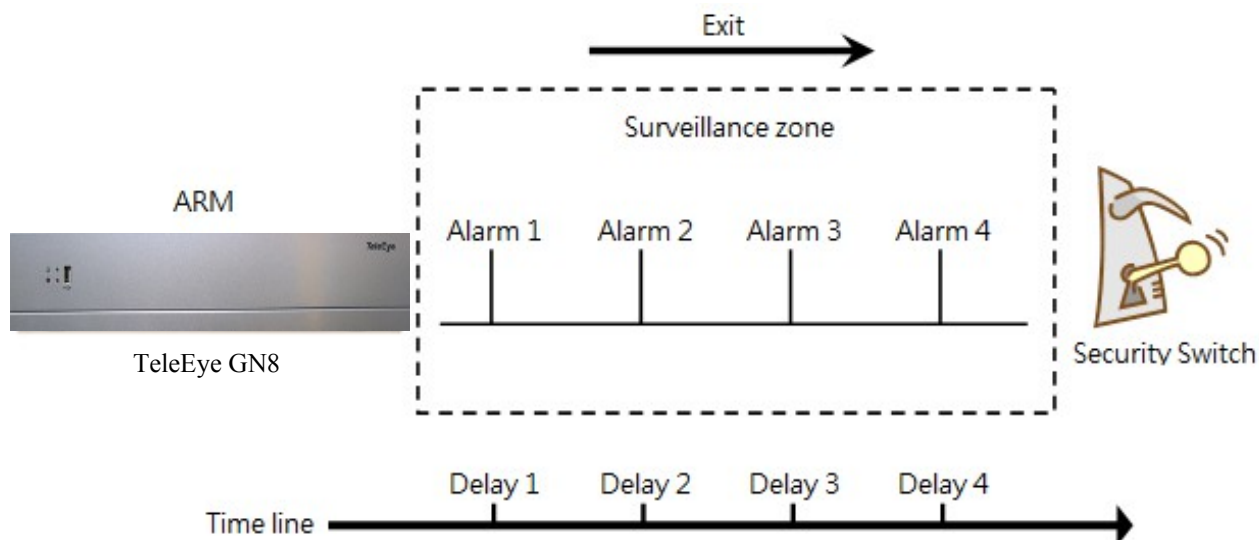 Exit
Surveillance zone
ARM
TeleEye
Alarm 1 Alarm 2 Alarm 3 Alarm 4
TeleEye GN8
Security Switch
Delay 1 Delay 2 Delay 3 Delay 4
Time line